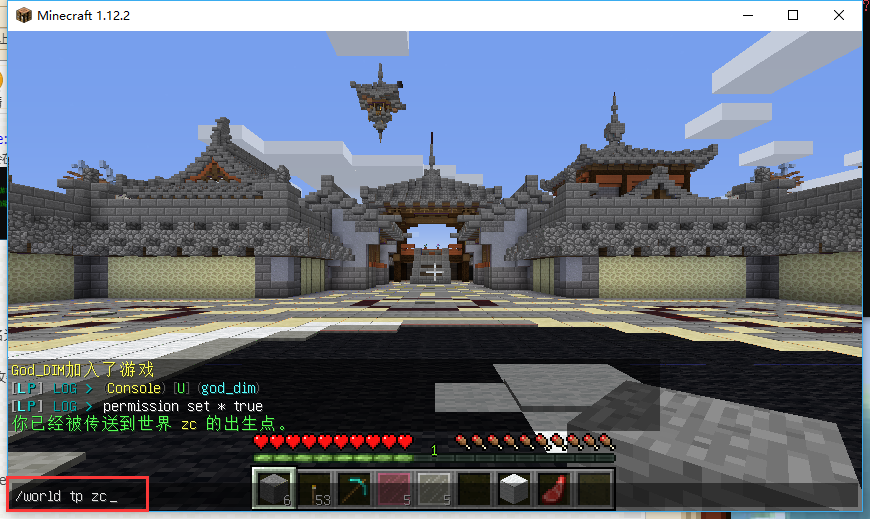 Minecraft 1.12.2
God_DIM加入了游戏
[LP] LOG > (Console) [U] (god_dim)
[LP] LOG > permission set * true
你已经被传送到世界 zc 的出生点。
1
6
53
5
5
/world tp zc_